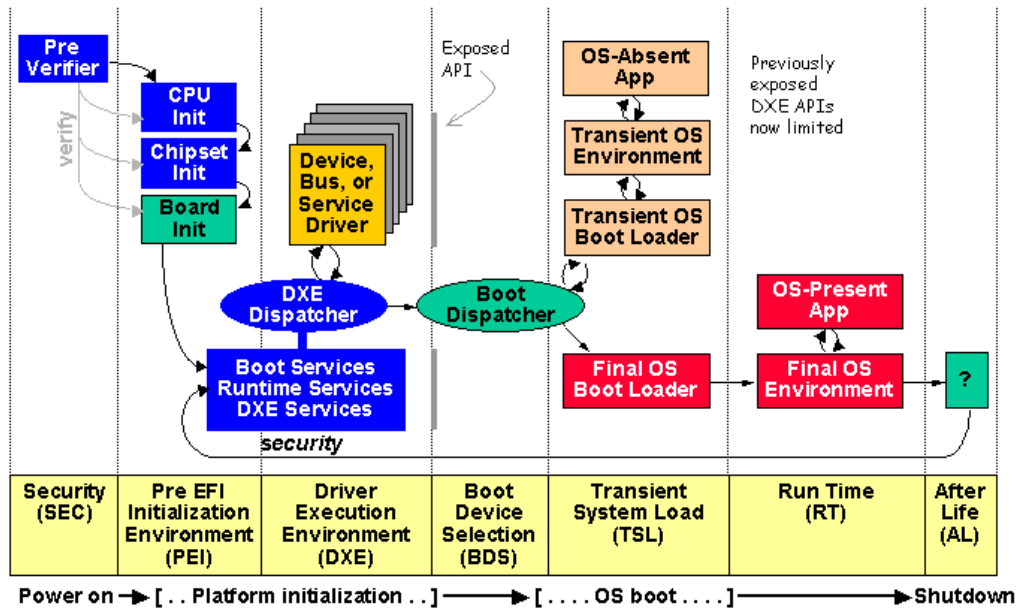 Pre
Verifier
verify
CPU
Init
Chipset
Init
Board
Init
Device,
Bus, or
Service
Driver
Exposed
API
OS-Absent
App
Transient OS
Environment
Transient OS
Boot Loader
Previously
exposed
DXE APIs
now limited
DXE
Dispatcher
Boot
Dispatcher
OS-Present
App
Boot Services
Runtime Services
DXE Services
Final OS
Boot Loader
Final OS
Environment
?
security
Security
(SEC)
Pre EFI
Initialization
Environment
(PEI)
Driver
Execution
Environment
(DXE)
Boot
Device
Selection
(BDS)
Transient
System Load
(TSL)
Run Time
(RT)
After
Life
(AL)
Power on [ . . Platform initialization . . ] [ . . . . OS boot . . . . ] Shutdown